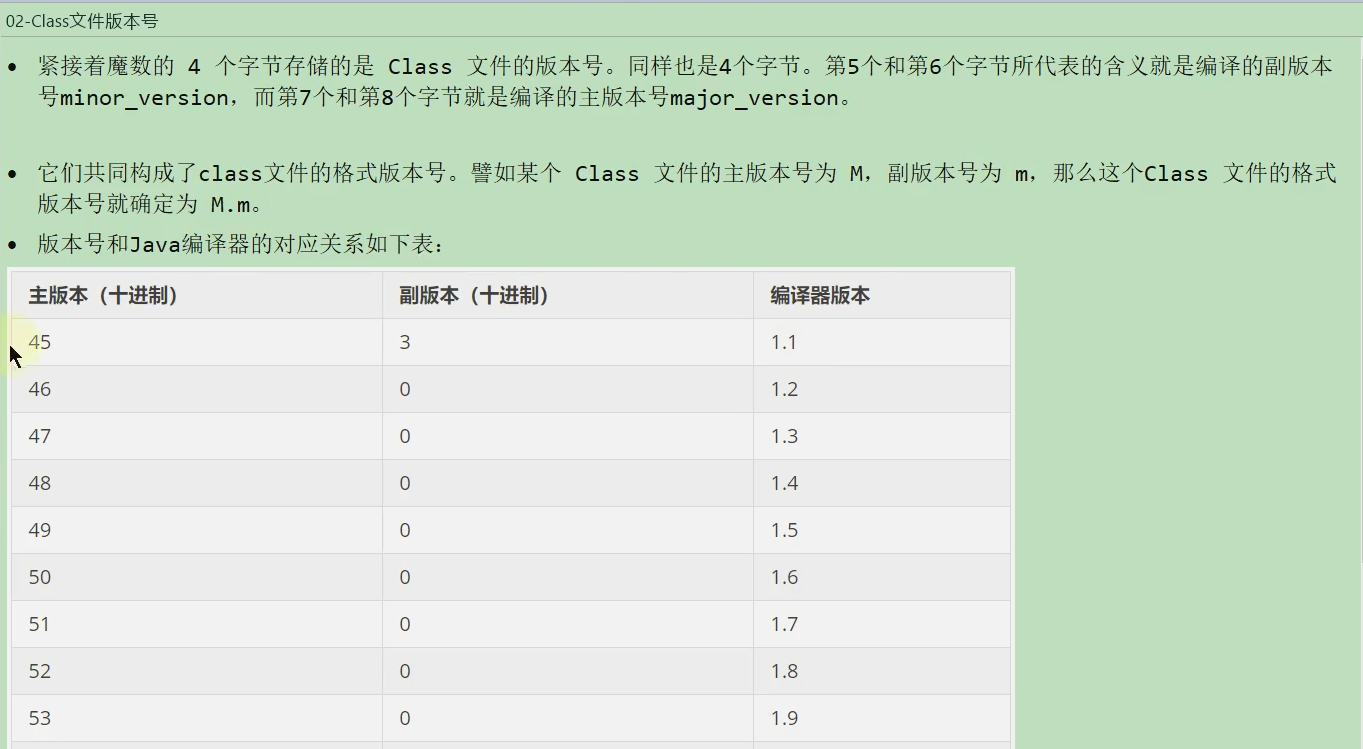 02-Class文件版本号
紧接着魔数的 4 个字节存储的是 Class 文件的版本号。同样也是4个字节。第5个和第6个字节所代表的含义就是编译的副版本
号minor_version，而第7个和第8个字节就是编译的主版本号major_version。
它们共同构成了class文件的格式版本号。譬如某个 Class 文件的主版本号为 M，副版本号为 m，那么这个Class 文件的格式
版本号就确定为 M.m。
版本号和Java编译器的对应关系如下表：
主版本（十进制） 副版本（十进制） 编译器版本
45 3 1.1
46 0 1.2
47 0 1.3
48 0 1.4
49 0 1.5
50 0 1.6
51 0 1.7
52 0 1.8
53 0 1.9